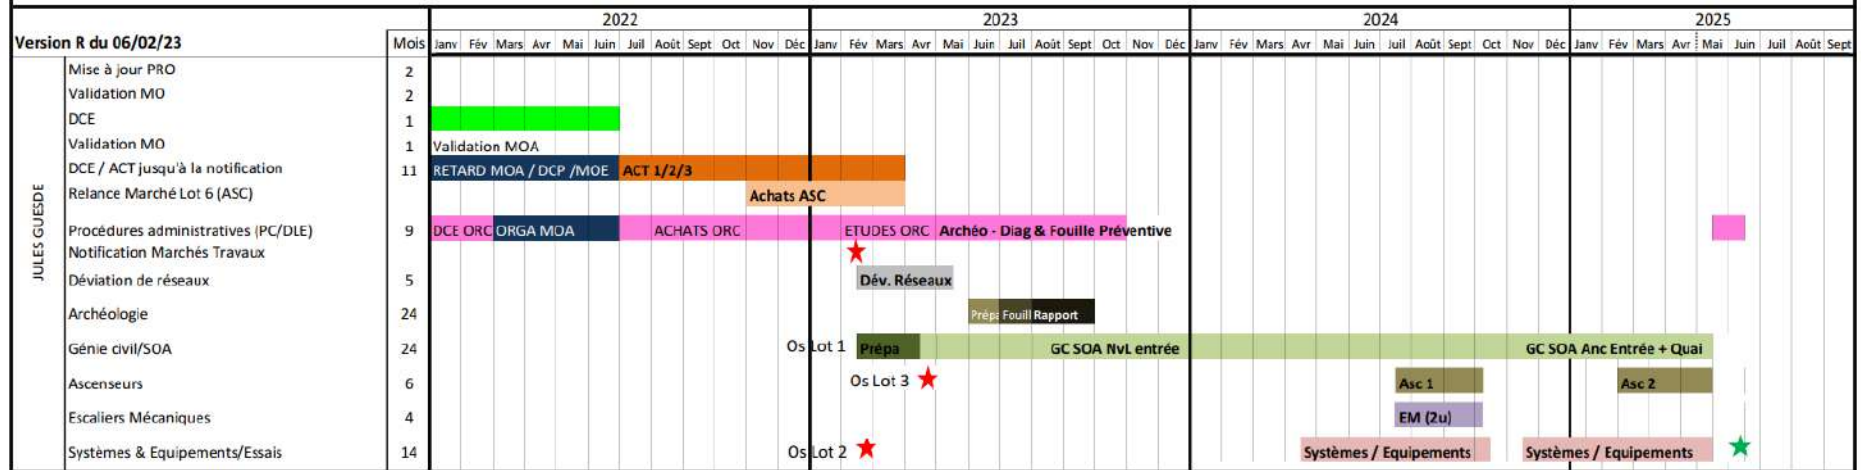 2022 2023 2024 2025
Version R du 06/02/23 Mois Janv Fév Mars Avr Mai Juin Juil Août Sept Oct Nov Déc Janv Fév Mars Avr Mai Juin Juil Août Sept Oct Nov Déc Janv Fév Mars Avr Mai Juin Juil Août Sept Oct Nov Déc Janv Fév Mars Avr Mai Juin Juil Août Sept
JULES GUESDE
Mise à jour PRO 2
Validation MO 2
DCE 1
Validation MO 1 Validation MOA
DCE / ACT jusqu'à la notification 11 RETARD MOA / DCP /MOE ACT 1/2/3
Relance Marché Lot 6 (ASC) Achats ASC
Procédures administratives (PC/DLE) 9 DCE ORC ORGA MOA ACHATS ORC ETUDES ORC Archéo - Diag & Fouille Préventive
Notification Marchés Travaux
Déviation de réseaux 5 Dév. Réseaux
Archéologie 24 Prépa Fouill Rapport
Génie civil/SOA 24 Os Lot 1 Prépa GC SOA NvL entrée GC SOA Anc Entrée + Quai
Ascenseurs 6 Os Lot 3 Asc 1 Asc 2
Escaliers Mécaniques 4 EM (2u)
Systèmes & Equipements/Essais 14 Os Lot 2 Systèmes / Equipements Systèmes / Equipements